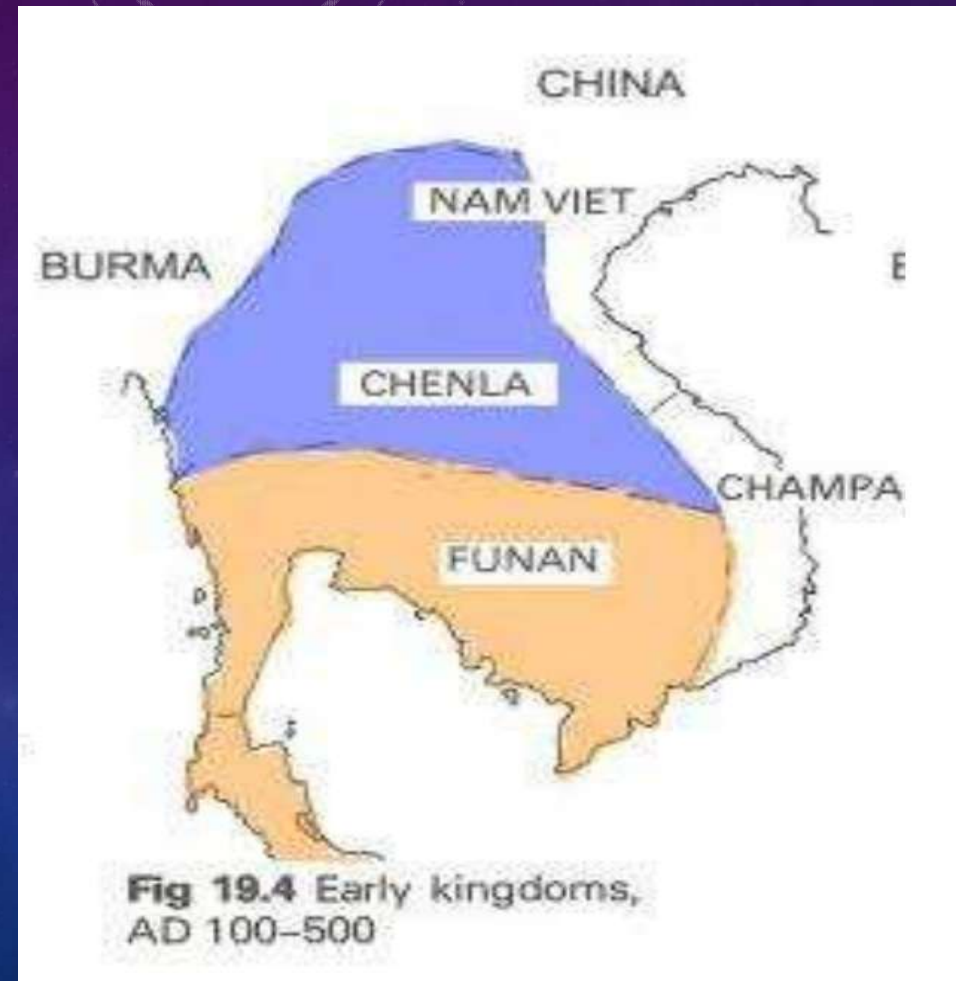 CHINA
NAM VIET
BURMA
CHENLA
CHAMPA
FUNAN
Fig 19.4 Early kingdoms,
AD 100–500